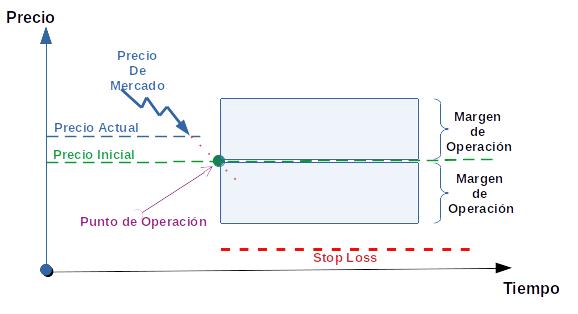 Precio
Precio
De
Mercado
Precio Actual
Precio Inicial
Margen
de
Operación
Margen
de
Operación
Punto de Operación
Stop Loss
Tiempo